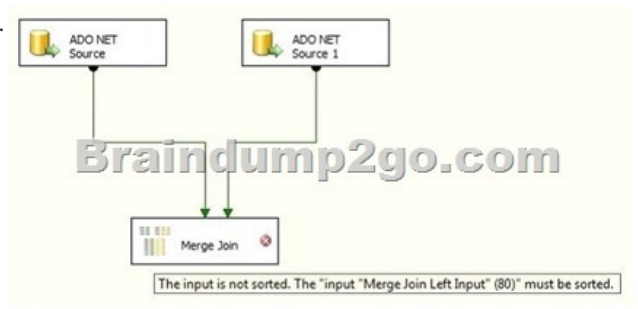 ADO NET
Source
ADO NET
Source 1
Braindump2go.com
Merge Join
The input is not sorted. The "input "Merge Join Left Input" (80)" must be sorted.